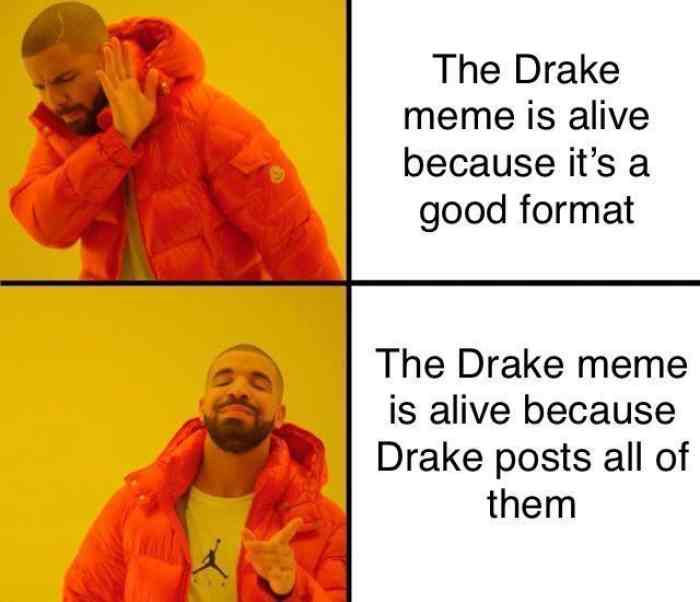 The Drake
meme is alive
because it’s a
good format
The Drake meme
is alive because
Drake posts all of
them